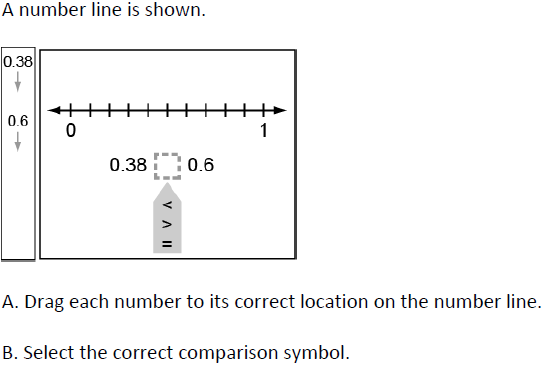 A number line is shown.
0.38
0.6
0 1
0.38 0.6
<
>
=
A. Drag each number to its correct location on the number line.
B. Select the correct comparison symbol.